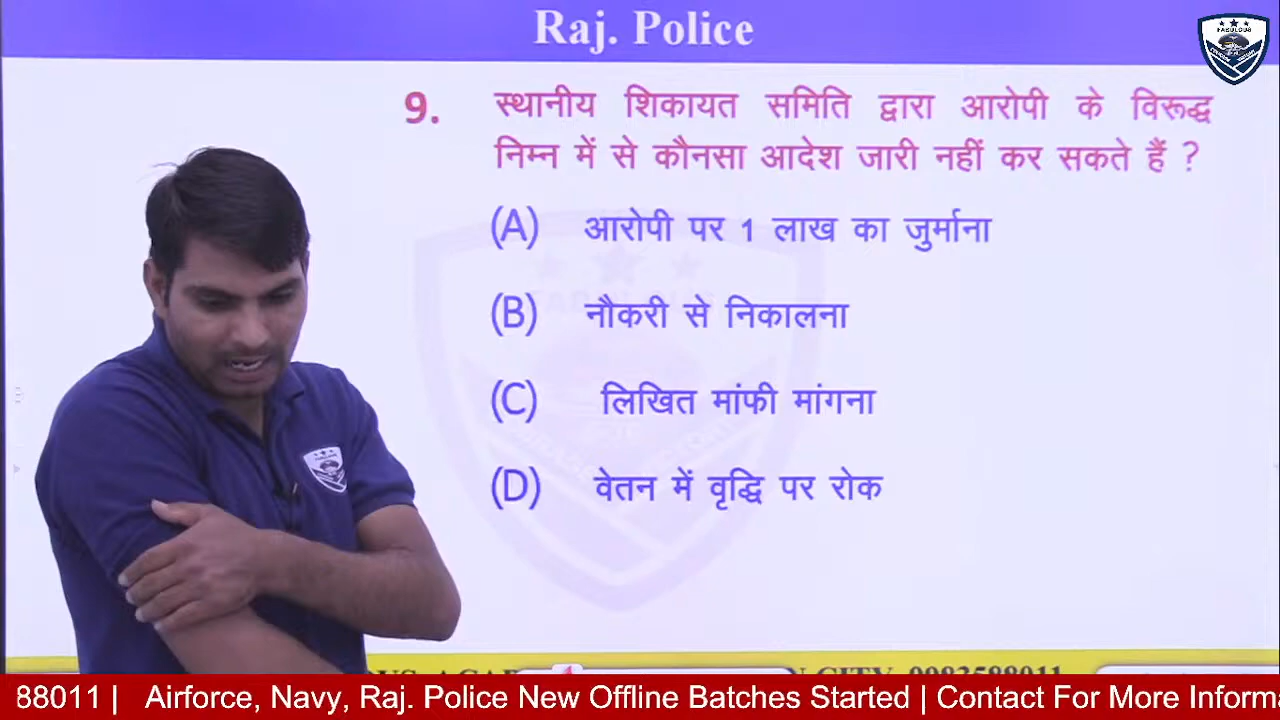 Raj. Police
FABULOUS
9. स्थानीय शिकायत समिति द्वारा आरोपी के विरूद्ध
निम्न में से कौनसा आदेश जारी नहीं कर सकते हैं ?
(A) आरोपी पर 1 लाख का जुर्माना
(B) नौकरी से निकालना
(C) लिखित मांफी मांगना
(D) वेतन में वृद्धि पर रोक
88011 | Airforce, Navy, Raj. Police New Offline Batches Started | Contact For More Informa